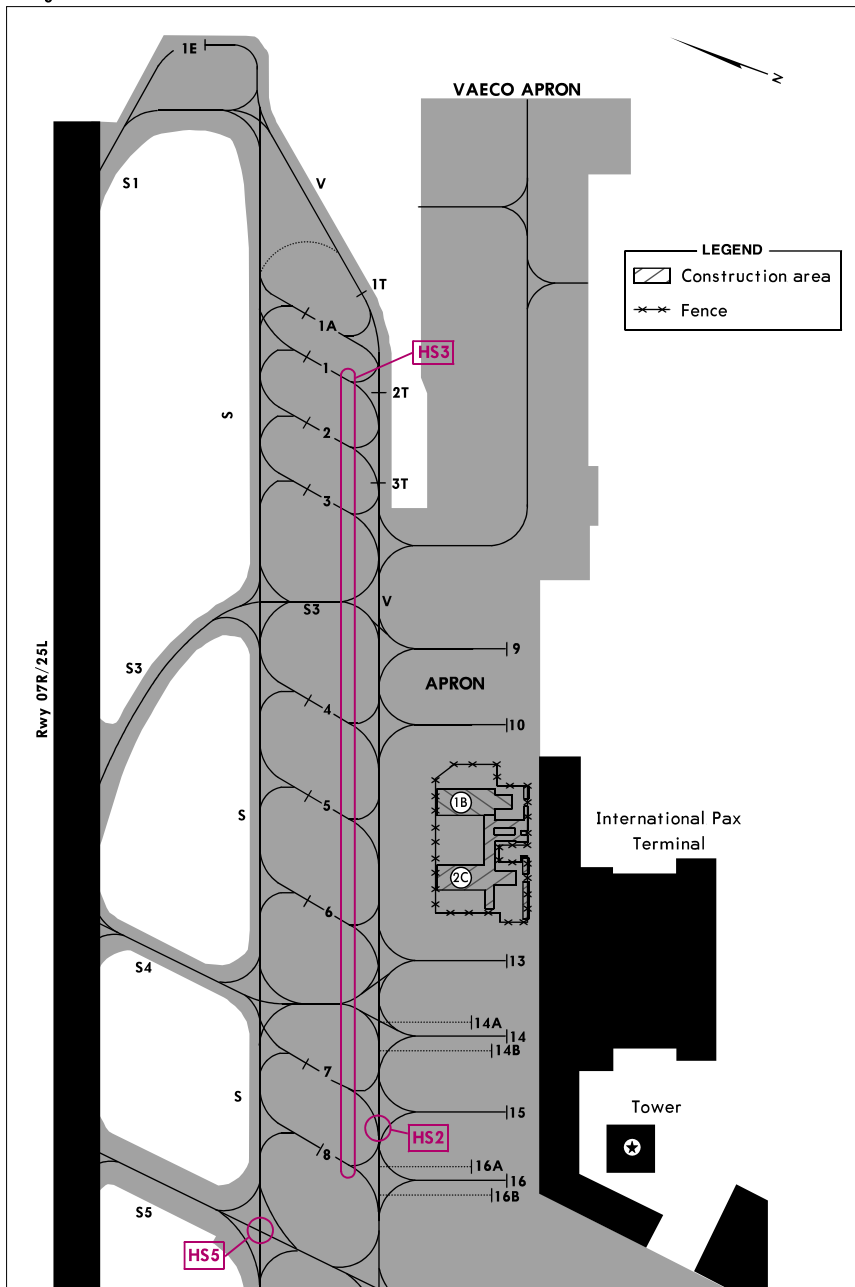 1E
N
VAECO APRON
S1
V
LEGEND
Construction area
Fence
1T
1A
HS3
1
2T
S
2
3T
3
S3
V
9
S3
APRON
Rwy 07R/25L
4
10
1B
5
S
International Pax
Terminal
2C
6
13
S4
14A
14
14B
7
S
15
Tower
HS2
8
16A
16
16B
S5
HS5